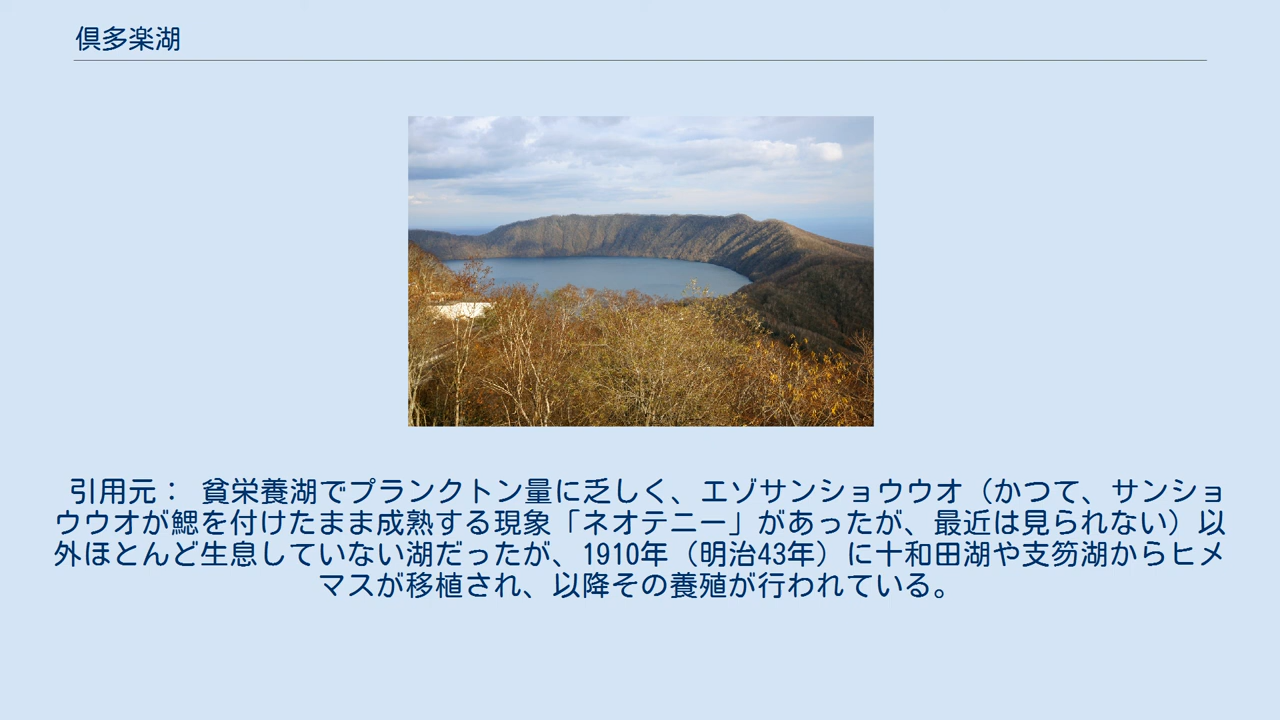 倶多楽湖
引用元： 貧栄養湖でプランクトン量に乏しく、エゾサンショウウオ（かつて、サンショ
ウウオが鰓を付けたまま成熟する現象「ネオテニー」があったが、最近は見られない）以
外ほとんど生息していない湖だったが、1910年（明治43年）に十和田湖や支笏湖からヒメ
マスが移植され、以降その養殖が行われている。